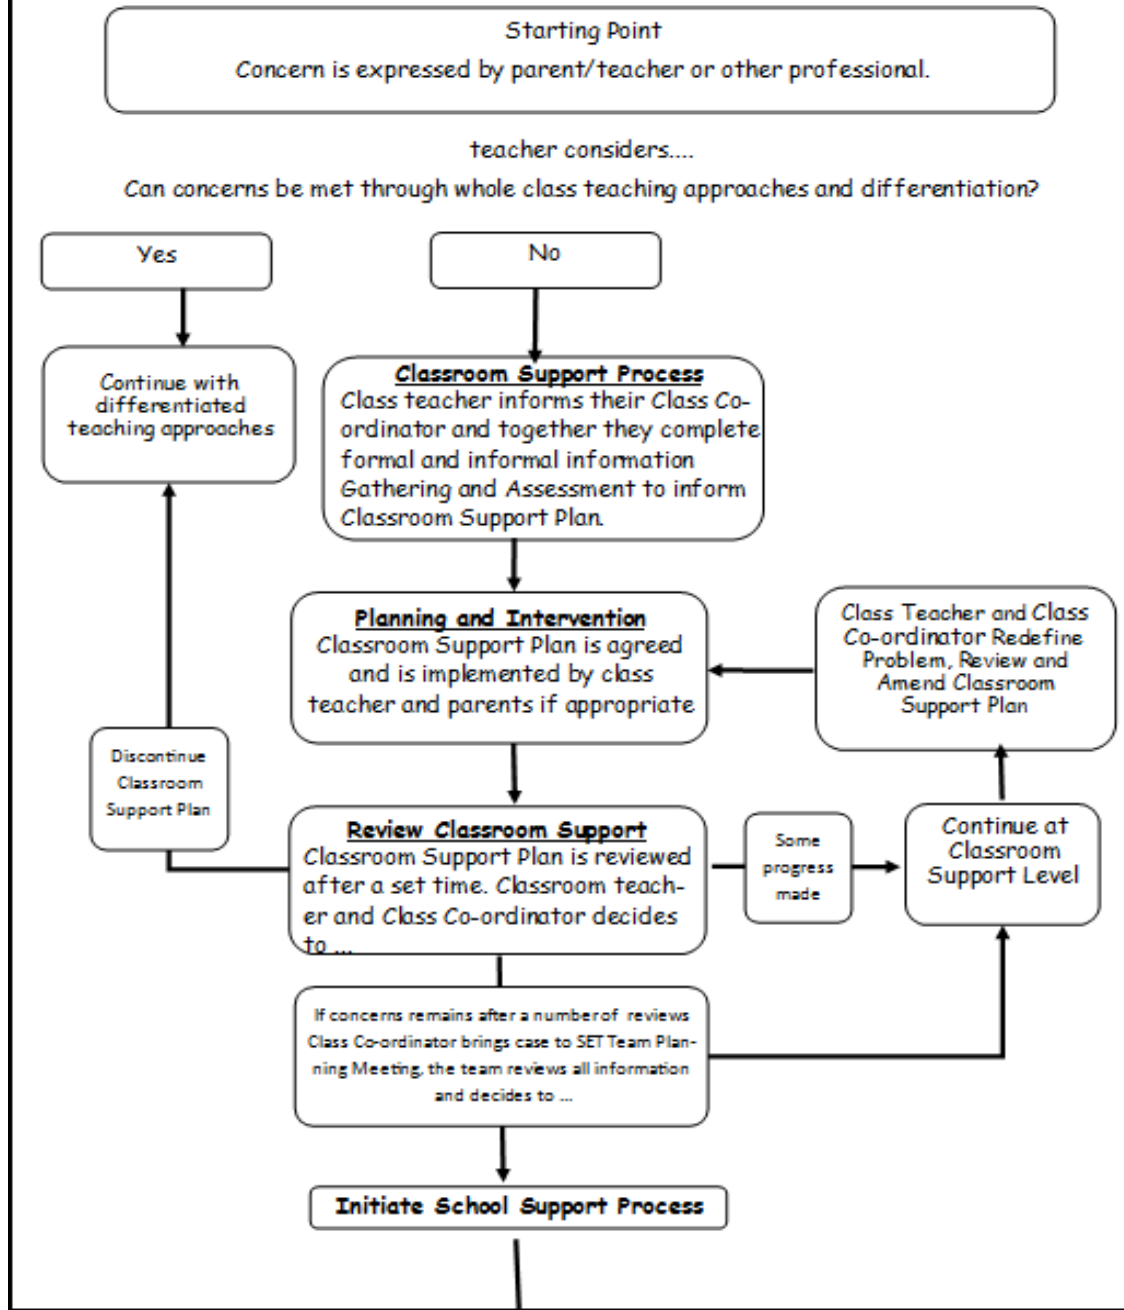 Starting Point
Concern is expressed by parent/teacher or other professional.
teacher considers....
Can concerns be met through whole class teaching approaches and differentiation?
Yes
No
Continue with
differentiated
teaching approaches
Classroom Support Process
Class teacher informs their Class Co-
ordinator and together they complete
formal and informal information
Gathering and Assessment to inform
Classroom Support Plan.
Planning and Intervention
Classroom Support Plan is agreed
and is implemented by class
teacher and parents if appropriate
Class Teacher and Class
Co-ordinator Redefine
Problem, Review and
Amend Classroom
Support Plan
Discontinue
Classroom
Support Plan
Review Classroom Support
Classroom Support Plan is reviewed
after a set time. Classroom teach-
er and Class Co-ordinator decides
to ...
Some
progress
made
Continue at
Classroom
Support Level
If concerns remains after a number of reviews
Class Co-ordinator brings case to SET Team Plan-
ning Meeting, the team reviews all information
and decides to ...
Initiate School Support Process